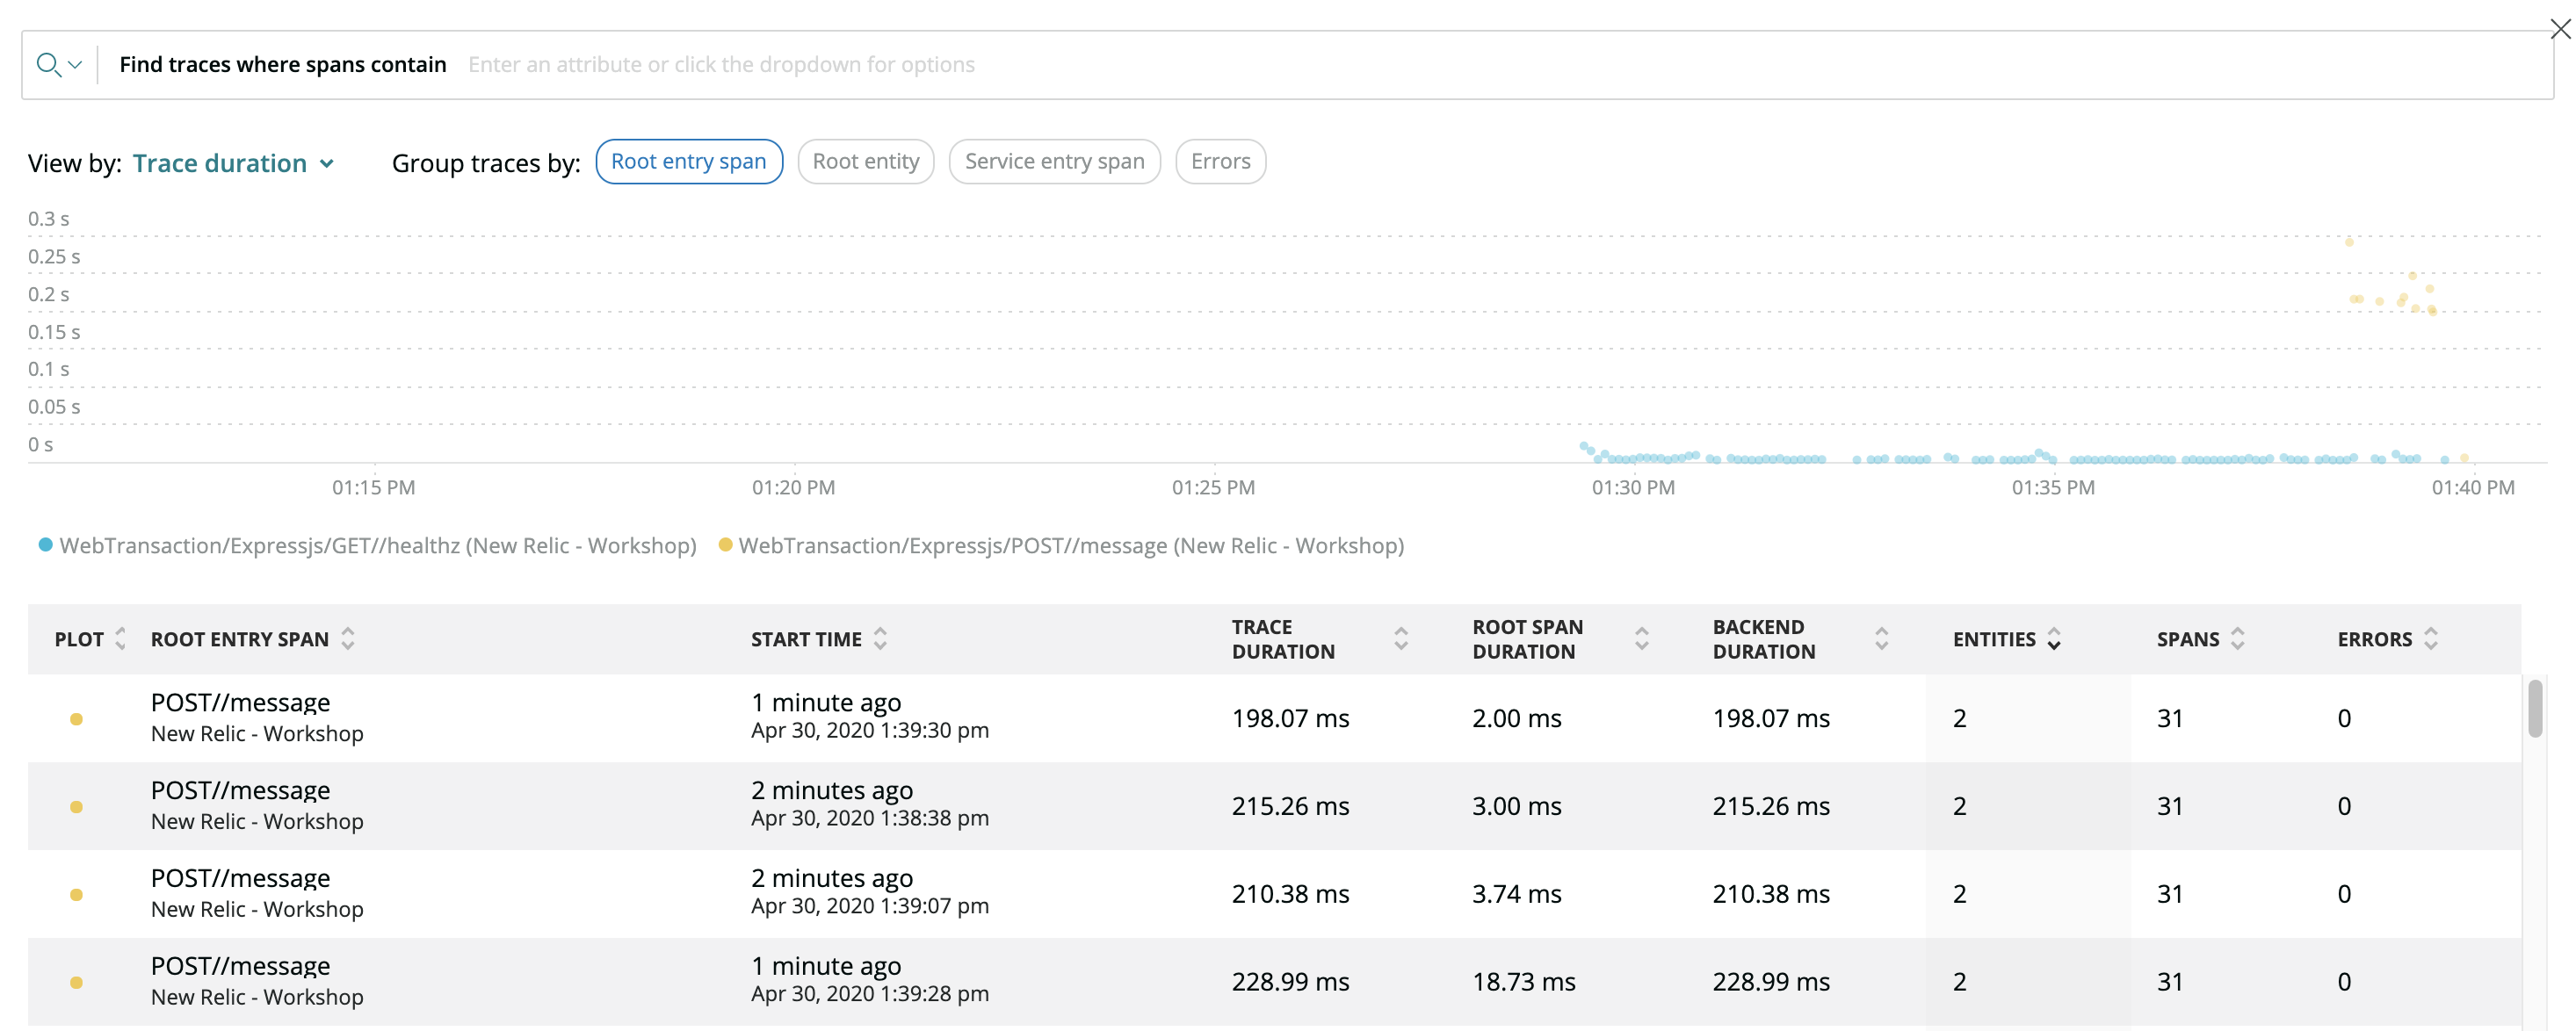 Find traces where spans contain Enter an attribute or click the dropdown for options
View by: Trace duration Group traces by: Root entry span Root entity Service entry span Errors
0.3 s
0.25 s
0.2 s
0.15 s
0.1 s
0.05 s
0 s
01:15 PM 01:20 PM 01:25 PM 01:30 PM 01:35 PM 01:40 PM
WebTransaction/Expressjs/GET//healthz (New Relic - Workshop) WebTransaction/Expressjs/POST//message (New Relic - Workshop)
PLOT ROOT ENTRY SPAN START TIME TRACE DURATION ROOT SPAN DURATION BACKEND DURATION ENTITIES SPANS ERRORS
POST//message 1 minute ago 198.07 ms 2.00 ms 198.07 ms 2 31 0
New Relic - Workshop Apr 30, 2020 1:39:30 pm
POST//message 2 minutes ago 215.26 ms 3.00 ms 215.26 ms 2 31 0
New Relic - Workshop Apr 30, 2020 1:38:38 pm
POST//message 2 minutes ago 210.38 ms 3.74 ms 210.38 ms 2 31 0
New Relic - Workshop Apr 30, 2020 1:39:07 pm
POST//message 1 minute ago 228.99 ms 18.73 ms 228.99 ms 2 31 0
New Relic - Workshop Apr 30, 2020 1:39:28 pm